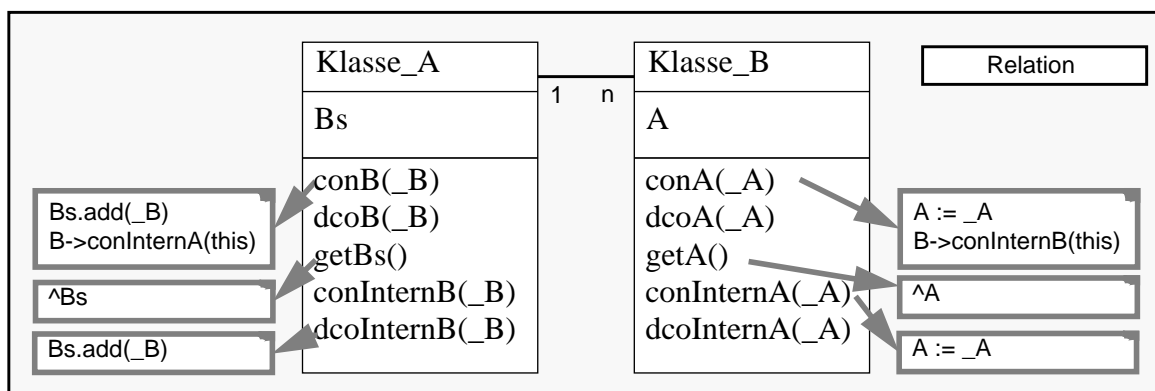 Klasse_A
Klasse_B
Relation
1 n
Bs
A
conB(_B)
dcoB(_B)
getBs()
conInternB(_B)
dcoInternB(_B)
conA(_A)
dcoA(_A)
getA()
conInternA(_A)
dcoInternA(_A)
Bs.add(_B)
B->conInternA(this)
^Bs
Bs.add(_B)
A := _A
B->conInternB(this)
^A
A := _A